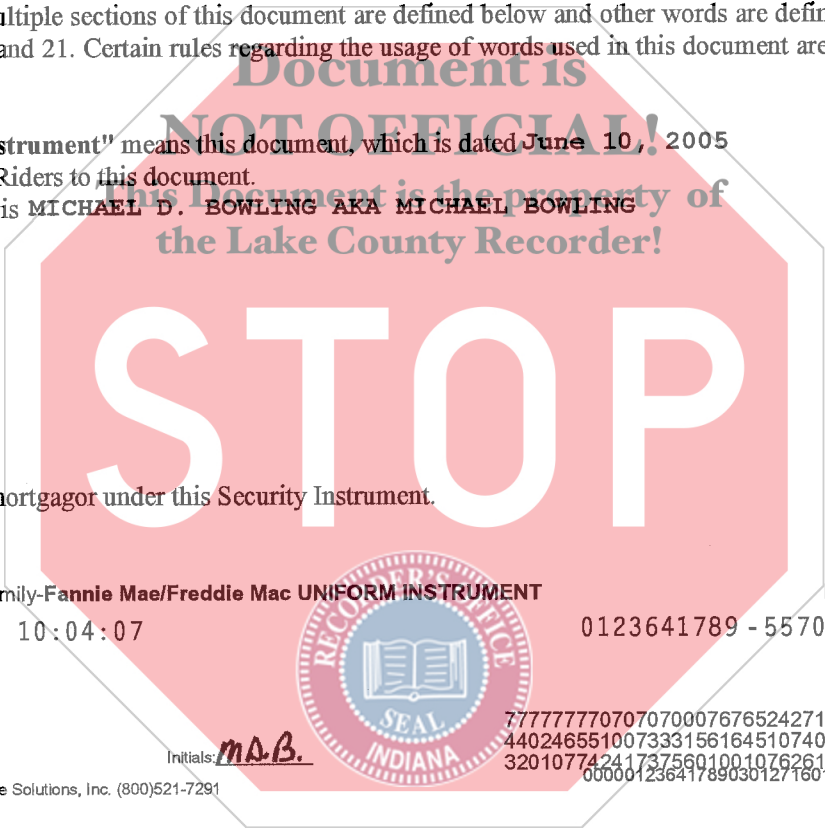 ultiple sections of this document are defined below and other words are defin
and 21. Certain rules regarding the usage of words used in this document are
Document is
NOT OFFICIAL!
strument" means this document, which is dated June 10, 2005
Riders to this document.
This Document is the property of
is MICHAEL D. BOWLING AKA MICHAEL BOWLING
the Lake County Recorder!
STOP
nortgagor under this Security Instrument.
mily-Fannie Mae/Freddie Mac UNIFORM INSTRUMENT
10:04:07
0123641789 - 5570
RECORDER'S OFFICE
SEAL
INDIANA
Initials: M.D.B.
777777770707070007676524271
440246551007333156164510740
320107742417375601001076261
000001236417890301271601
e Solutions, Inc. (800)521-7291